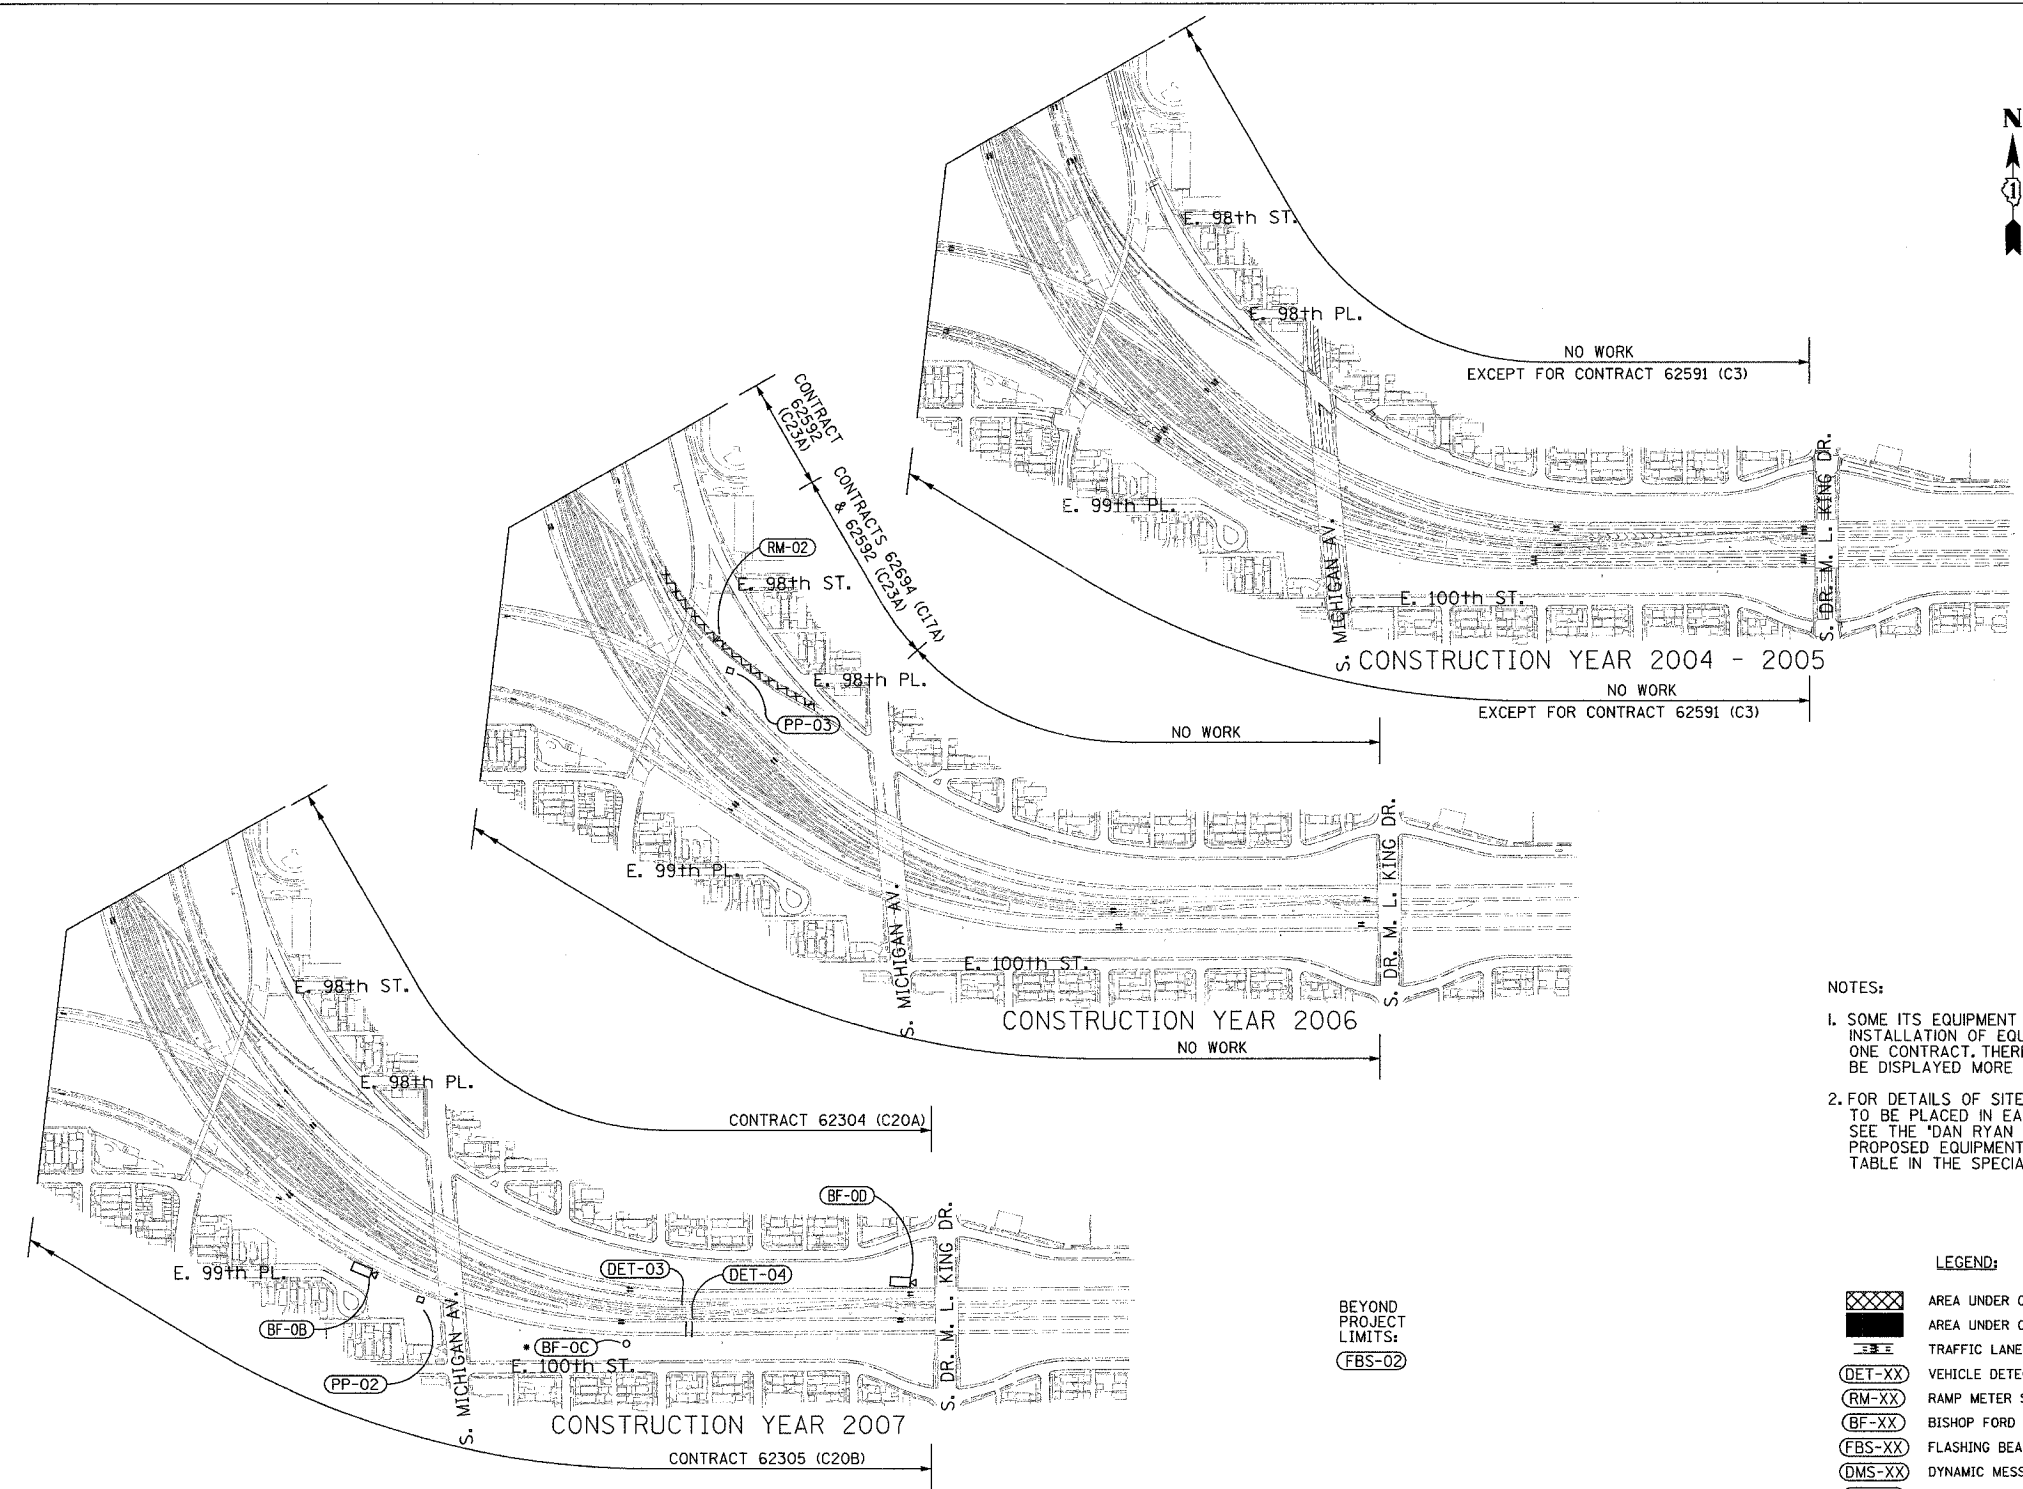 N
1
E. 98th ST.
E. 98th PL.
NO WORK
EXCEPT FOR CONTRACT 62591 (C3)
E. 99th PL.
S. MICHIGAN AV.
E. 100th ST.
S. DR. M. L. KING DR.
CONSTRUCTION YEAR 2004 - 2005
NO WORK
EXCEPT FOR CONTRACT 62591 (C3)
CONTRACT
62592
(C23A)
CONTRACTS 62694 (C17A)
& 62592 (C23A)
RM-02
E. 98th ST.
E. 98th PL.
PP-03
NO WORK
E. 99th PL.
S. MICHIGAN AV.
E. 100th ST.
S. DR. M. L. KING DR.
CONSTRUCTION YEAR 2006
NO WORK
E. 98th ST.
E. 98th PL.
CONTRACT 62304 (C20A)
BF-0D
E. 99th PL.
DET-03
DET-04
BF-0B
* BF-0C
E. 100th ST.
PP-02
S. MICHIGAN AV.
S. DR. M. L. KING DR.
CONSTRUCTION YEAR 2007
CONTRACT 62305 (C20B)
BEYOND
PROJECT
LIMITS:
FBS-02
NOTES:
1. SOME ITS EQUIPMENT
INSTALLATION OF
ONE CONTRACT.
BE DISPLAYED MORE
2. FOR DETAILS OF SITE
TO BE PLACED IN
SEE THE "DAN RYAN
PROPOSED EQUIPMENT
TABLE IN THE
LEGEND:
AREA UNDER
AREA UNDER
TRAFFIC LANE
DET-XX VEHICLE
RM-XX RAMP METER
BF-XX BISHOP FORD
FBS-XX FLASHING
DMS-XX DYNAMIC